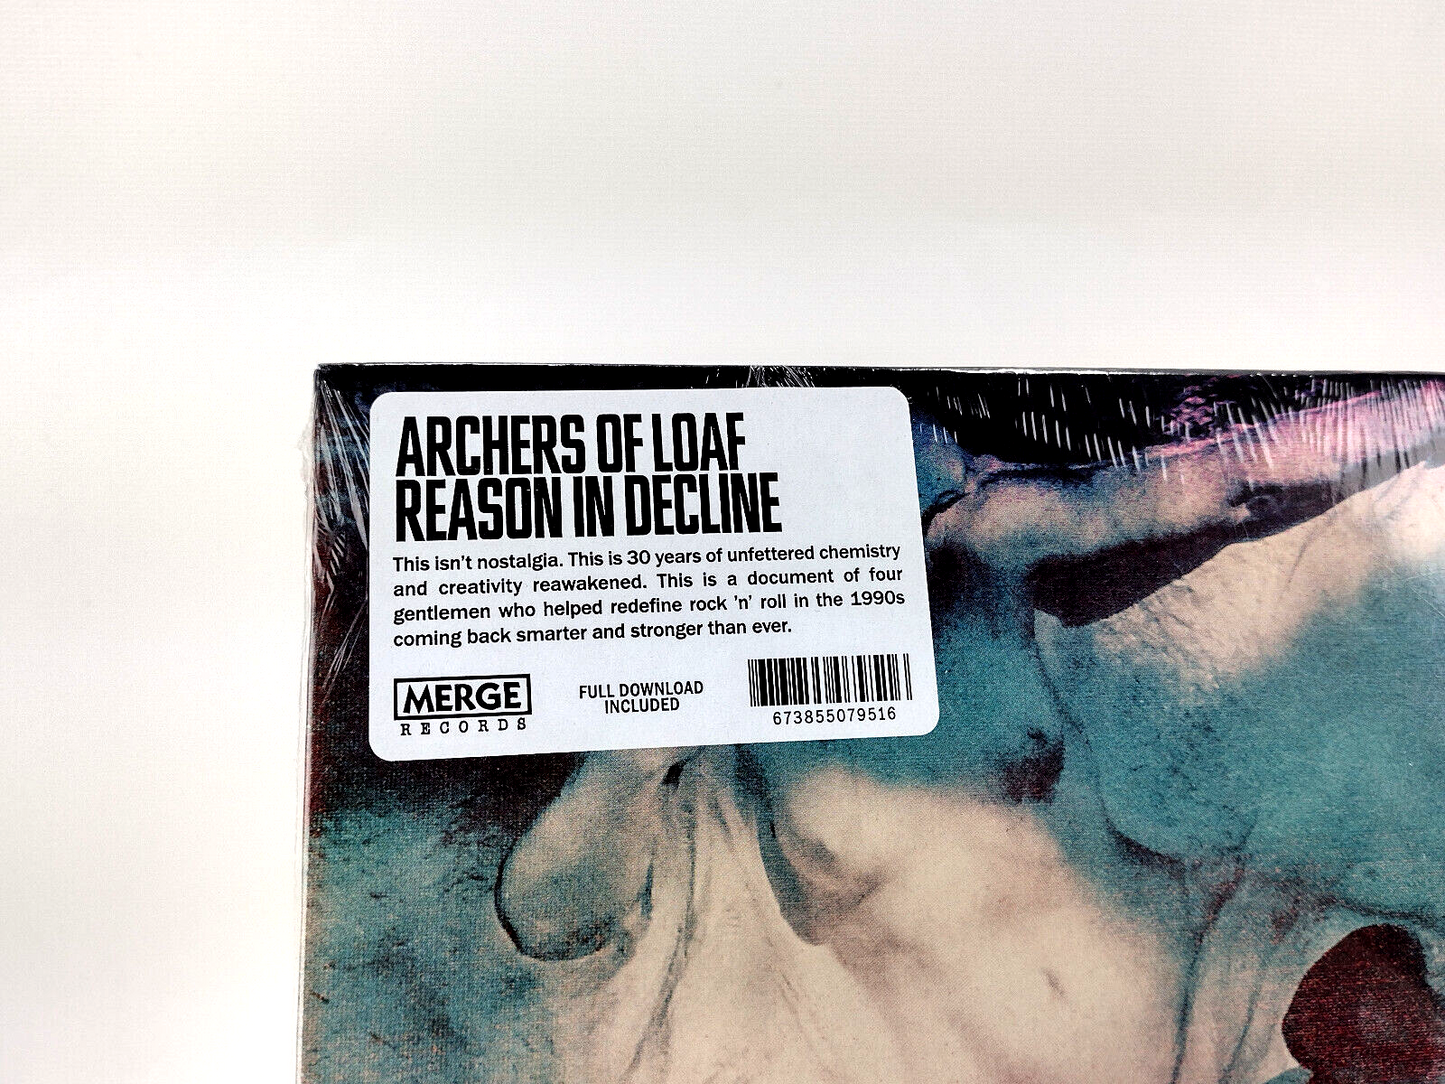 ARCHERS OF LOAF
REASON IN DECLINE
This isn't nostalgia. This is 30 years of unfettered chemistry
and creativity reawakened. This is a document of four
gentlemen who helped redefine rock 'n' roll in the 1990s
coming back smarter and stronger than ever.
MERGE
RECORDS
FULL DOWNLOAD
INCLUDED
673855079516